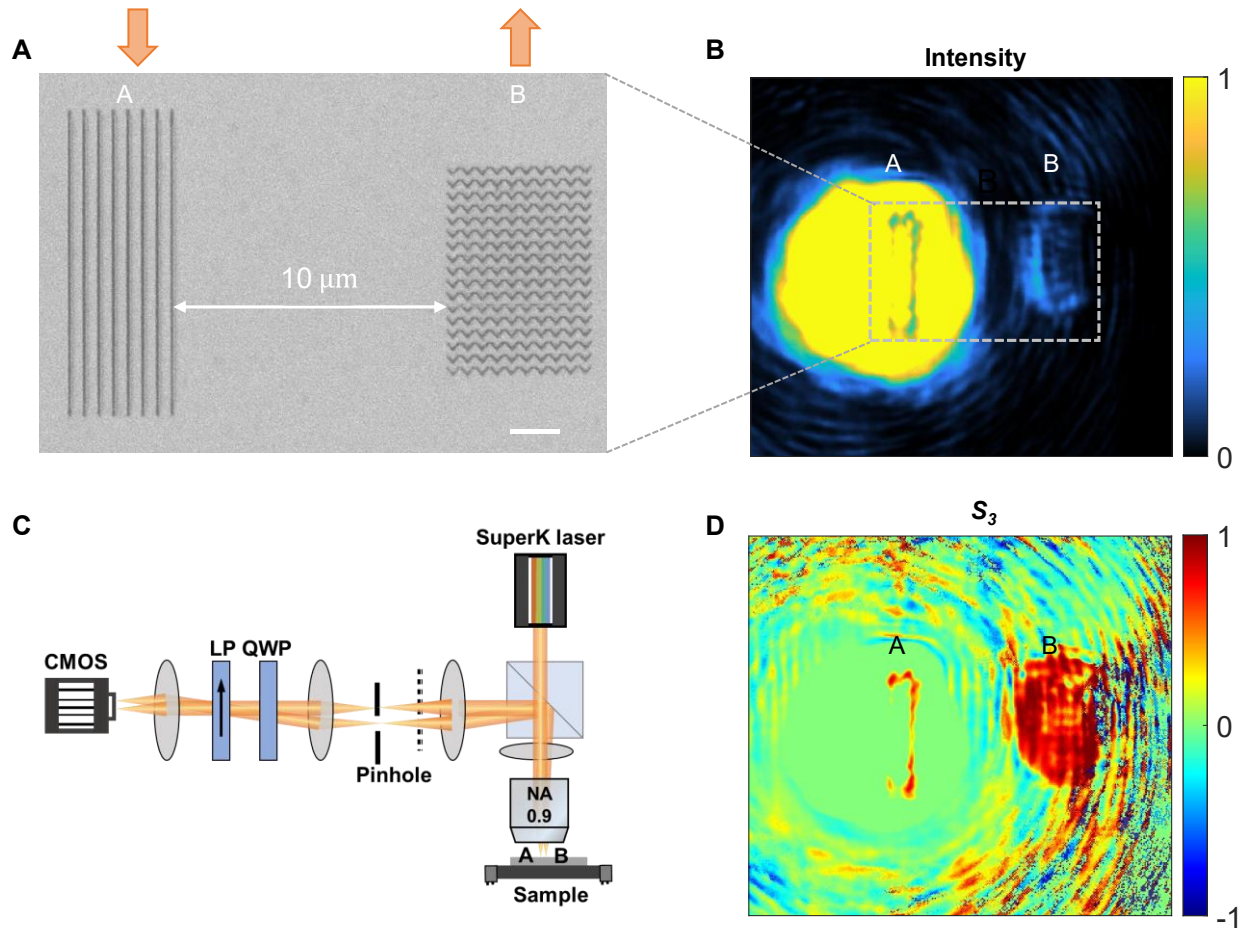 A
A
B
10 μm
B
Intensity
A
B
B
1
0
C
SuperK laser
LP QWP
CMOS
Pinhole
NA
0.9
A B
Sample
D
S3
A
B
1
0
-1